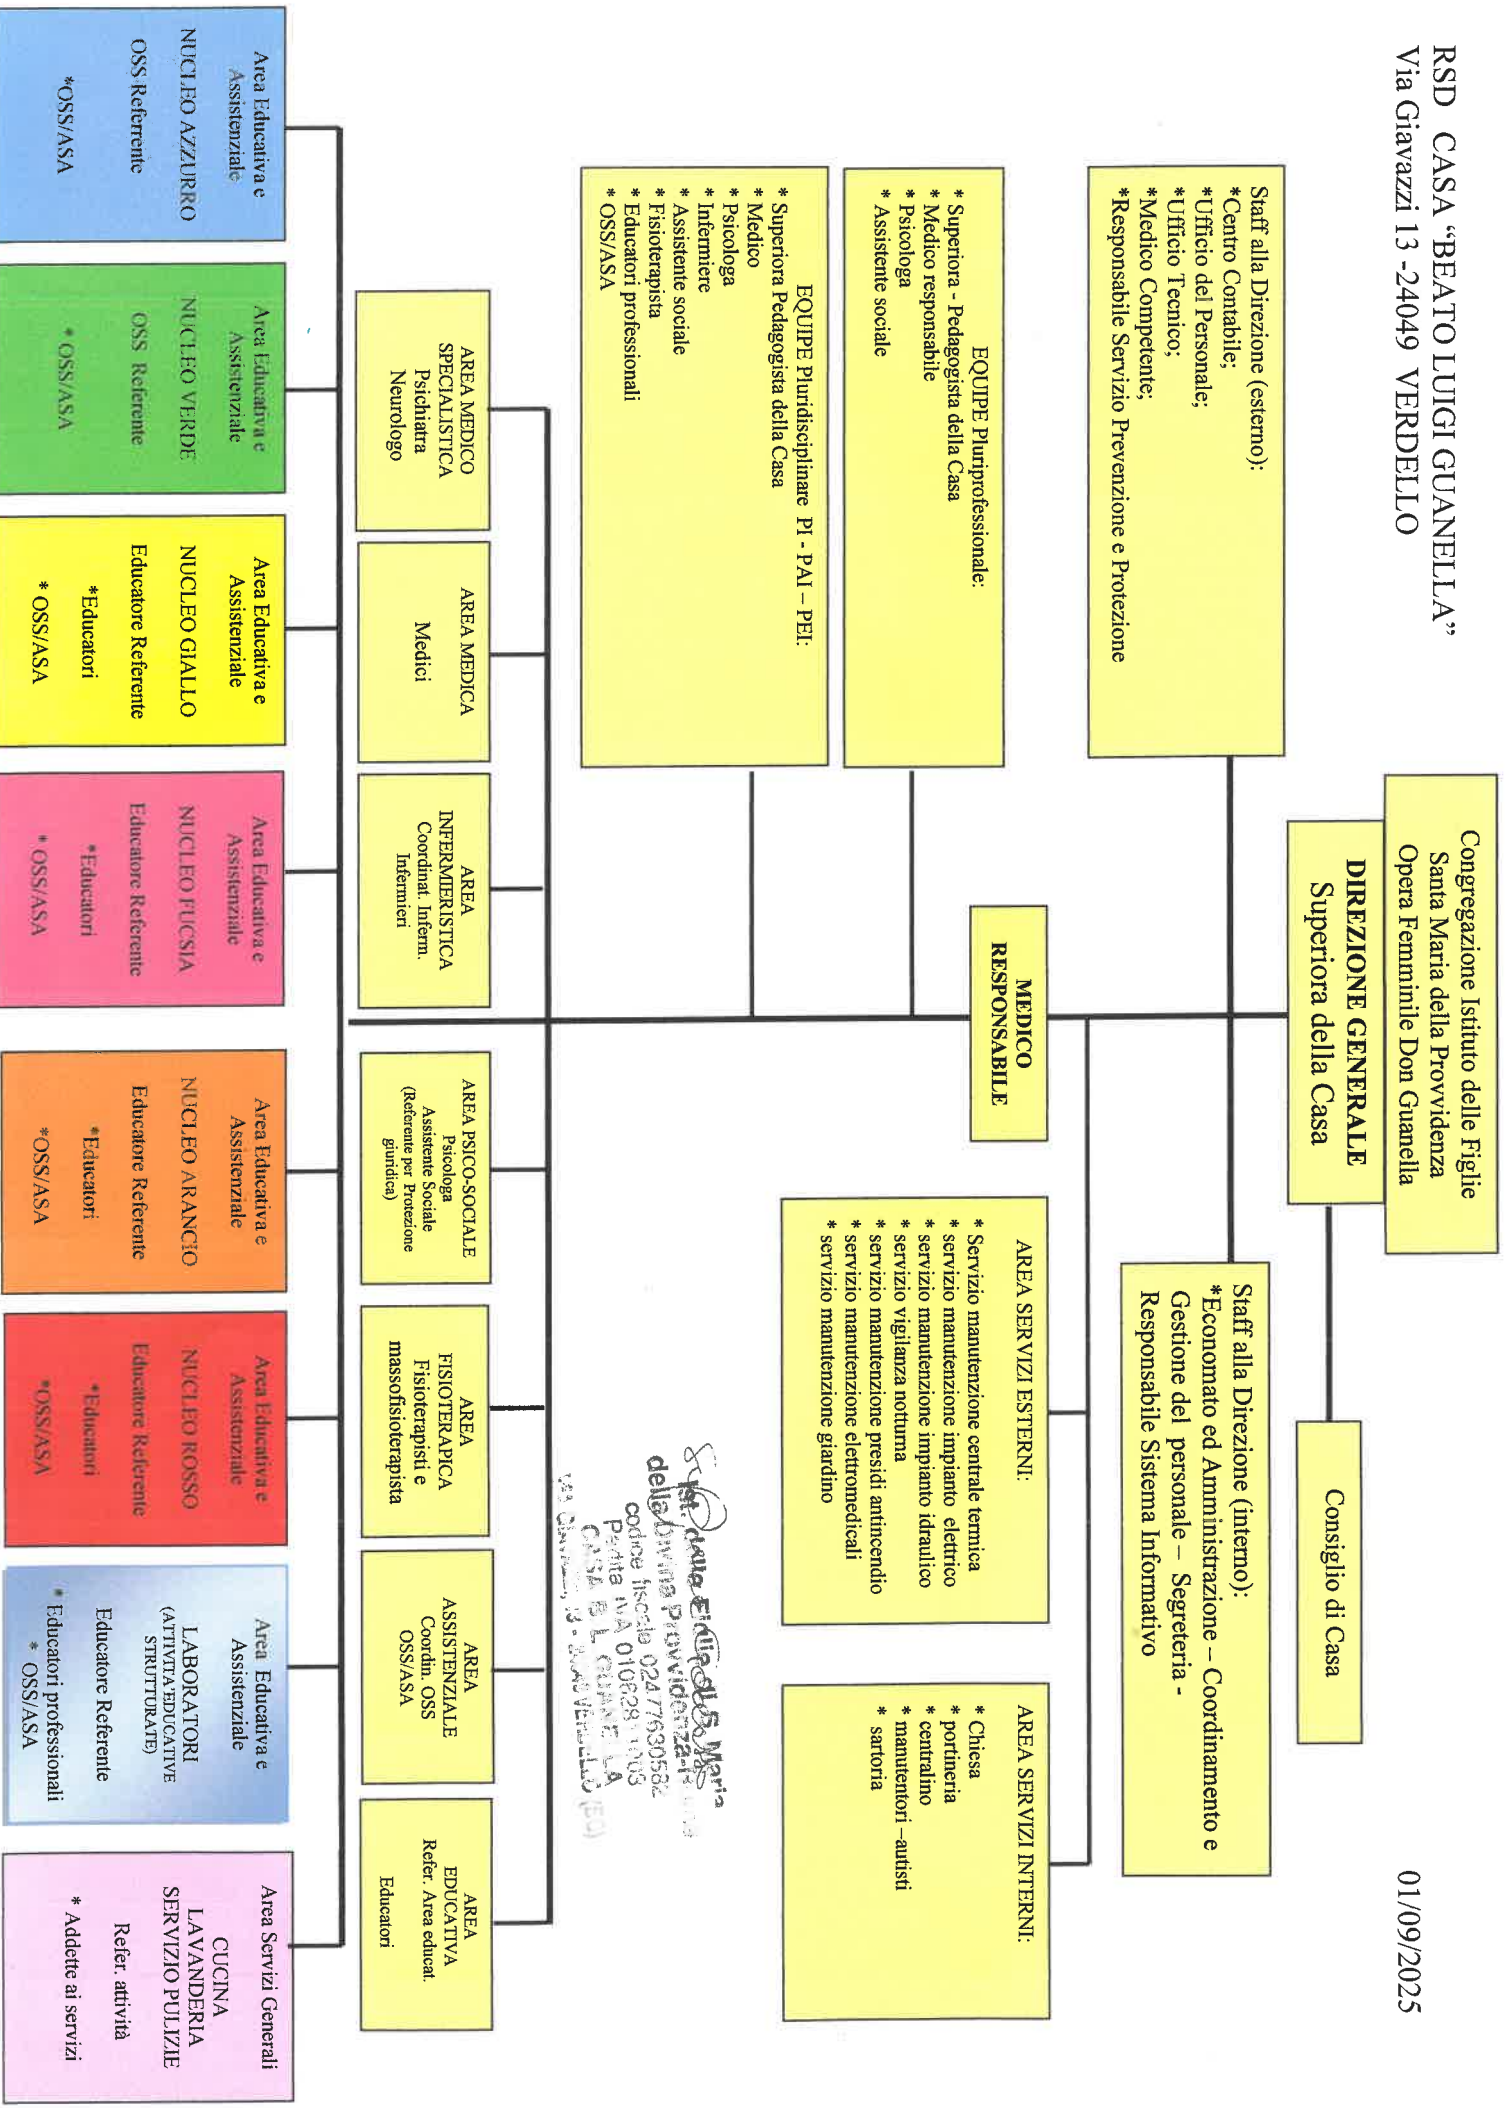 RSD CASA “BEATO LUIGI GUANELLA”
Via Giavazzi 13 -24049 VERDELLO
01/09/2025
Congregazione Istituto delle Figlie
Santa Maria della Provvidenza
Opera Femminile Don Guanella
DIREZIONE GENERALE
Superiora della Casa
Consiglio di Casa
Staff alla Direzione (esterno):
*Centro Contabile;
*Ufficio del Personale;
*Ufficio Tecnico;
*Medico Competente;
*Responsabile Servizio Prevenzione e Protezione
Staff alla Direzione (interno):
*Economato ed Amministrazione – Coordinamento e
Gestione del personale – Segreteria -
Responsabile Sistema Informativo
MEDICO
RESPONSABILE
EQUIPE Pluriprofessionale:
* Superiora - Pedagogista della Casa
* Medico responsabile
* Psicologa
* Assistente sociale
AREA SERVIZI ESTERNI:
* Servizio manutenzione centrale termica
* servizio manutenzione impianto elettrico
* servizio manutenzione impianto idraulico
* servizio vigilanza notturna
* servizio manutenzione presidi antincendio
* servizio manutenzione elettromedicali
* servizio manutenzione giardino
AREA SERVIZI INTERNI:
* Chiesa
* portineria
* centralino
* manutentori –autisti
* sartoria
EQUIPE Pluridisciplinare PI - PAI – PEI:
* Superiora Pedagogista della Casa
* Medico
* Psicologa
* Infermiere
* Assistente sociale
* Fisioterapista
* Educatori professionali
* OSS/ASA
Maria
della Divina Provvidenza
codice fiscale 02477630582
Partita IVA
CASA B. L. GUANELLA
VERDELLO
AREA MEDICO
SPECIALISTICA
Psichiatra
Neurologo
AREA MEDICA
Medici
AREA
INFERMIERISTICA
Coordinat. Inferm.
Infermieri
AREA PSICO-SOCIALE
Psicologa
Assistente Sociale
(Referente per Protezione
giuridica)
AREA
FISIOTERAPICA
Fisioterapisti e
massofisioterapista
AREA
ASSISTENZIALE
Coordin. OSS
OSS/ASA
AREA
EDUCATIVA
Refer. Area educat.
Educatori
Area Educativa e
Assistenziale
NUCLEO AZZURRO
OSS Referente
*OSS/ASA
Area Educativa e
Assistenziale
NUCLEO VERDE
OSS Referente
* OSS/ASA
Area Educativa e
Assistenziale
NUCLEO GIALLO
Educatore Referente
*Educatori
* OSS/ASA
Area Educativa e
Assistenziale
NUCLEO FUCSIA
Educatore Referente
*Educatori
* OSS/ASA
Area Educativa e
Assistenziale
NUCLEO ARANCIO
Educatore Referente
*Educatori
*OSS/ASA
Area Educativa e
Assistenziale
NUCLEO ROSSO
Educatore Referente
*Educatori
*OSS/ASA
Area Educativa e
Assistenziale
LABORATORI
(ATTIVITA'EDUCATIVE
STRUTTURATE)
Educatore Referente
* Educatori professionali
* OSS/ASA
Area Servizi Generali
CUCINA
LAVANDERIA
SERVIZIO PULIZIE
Refer. attività
* Addette ai servizi